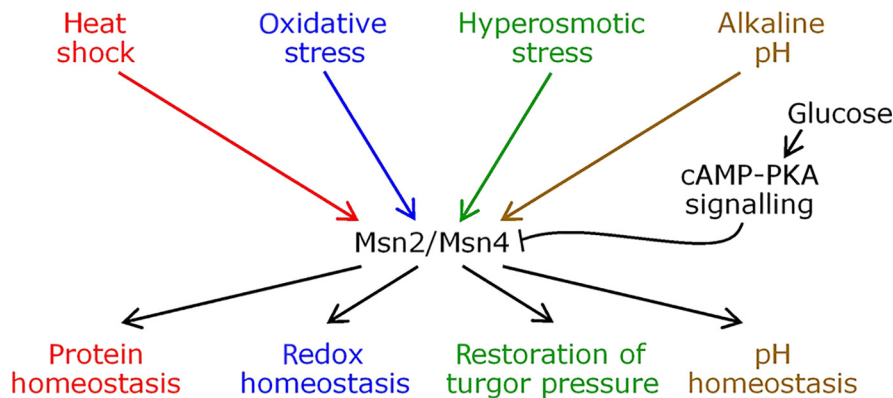 Heat
shock
Oxidative
stress
Hyperosmotic
stress
Alkaline
pH
Glucose
cAMP-PKA
signalling
Msn2/Msn4
Protein
homeostasis
Redox
homeostasis
Restoration of
turgor pressure
pH
homeostasis